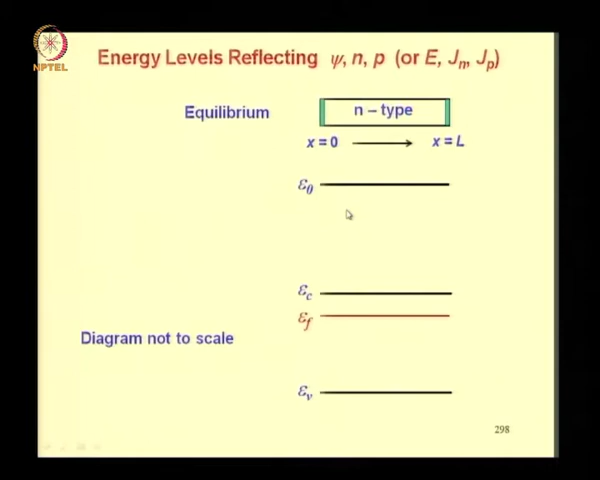 NPTEL
Energy Levels Reflecting ψ, n, p (or E, Jn, Jp)
Equilibrium
n – type
x = 0
x = L
ε0
εc
εf
Diagram not to scale
εv
298